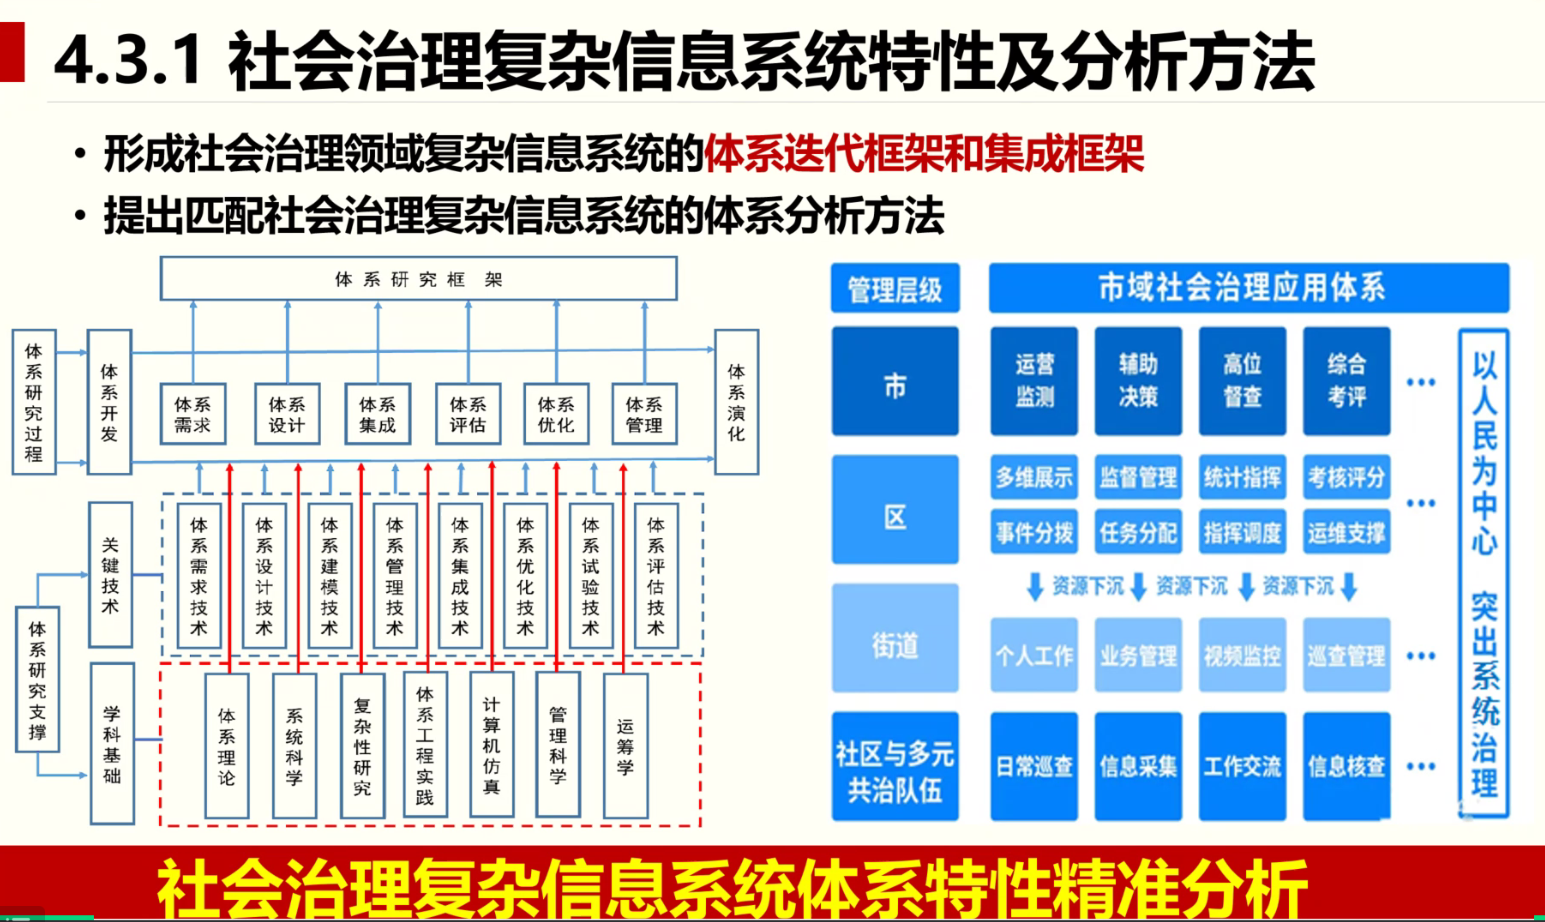 4.3.1 社会治理复杂信息系统特性及分析方法
• 形成社会治理领域复杂信息系统的体系迭代框架和集成框架
• 提出匹配社会治理复杂信息系统的体系分析方法
体系研究框架
体系研究过程
体系开发
体系需求
体系设计
体系集成
体系评估
体系优化
体系管理
体系演化
体系研究支撑
关键技术
体系需求技术
体系设计技术
体系建模技术
体系管理技术
体系集成技术
体系优化技术
体系试验技术
体系评估技术
学科基础
体系理论
系统科学
复杂性研究
体系工程实践
计算机仿真
管理科学
运筹学
管理层级
市域社会治理应用体系
市
运营
监测
辅助
决策
高位
督查
综合
考评
•••
区
多维展示
监督管理
统计指挥
考核评分
事件分拨
任务分配
指挥调度
运维支撑
•••
资源下沉
资源下沉
资源下沉
街道
个人工作
业务管理
视频监控
巡查管理
•••
社区与多元
共治队伍
日常巡查
信息采集
工作交流
信息核查
•••
以人民为中心 突出系统治理
社会治理复杂信息系统体系特性精准分析